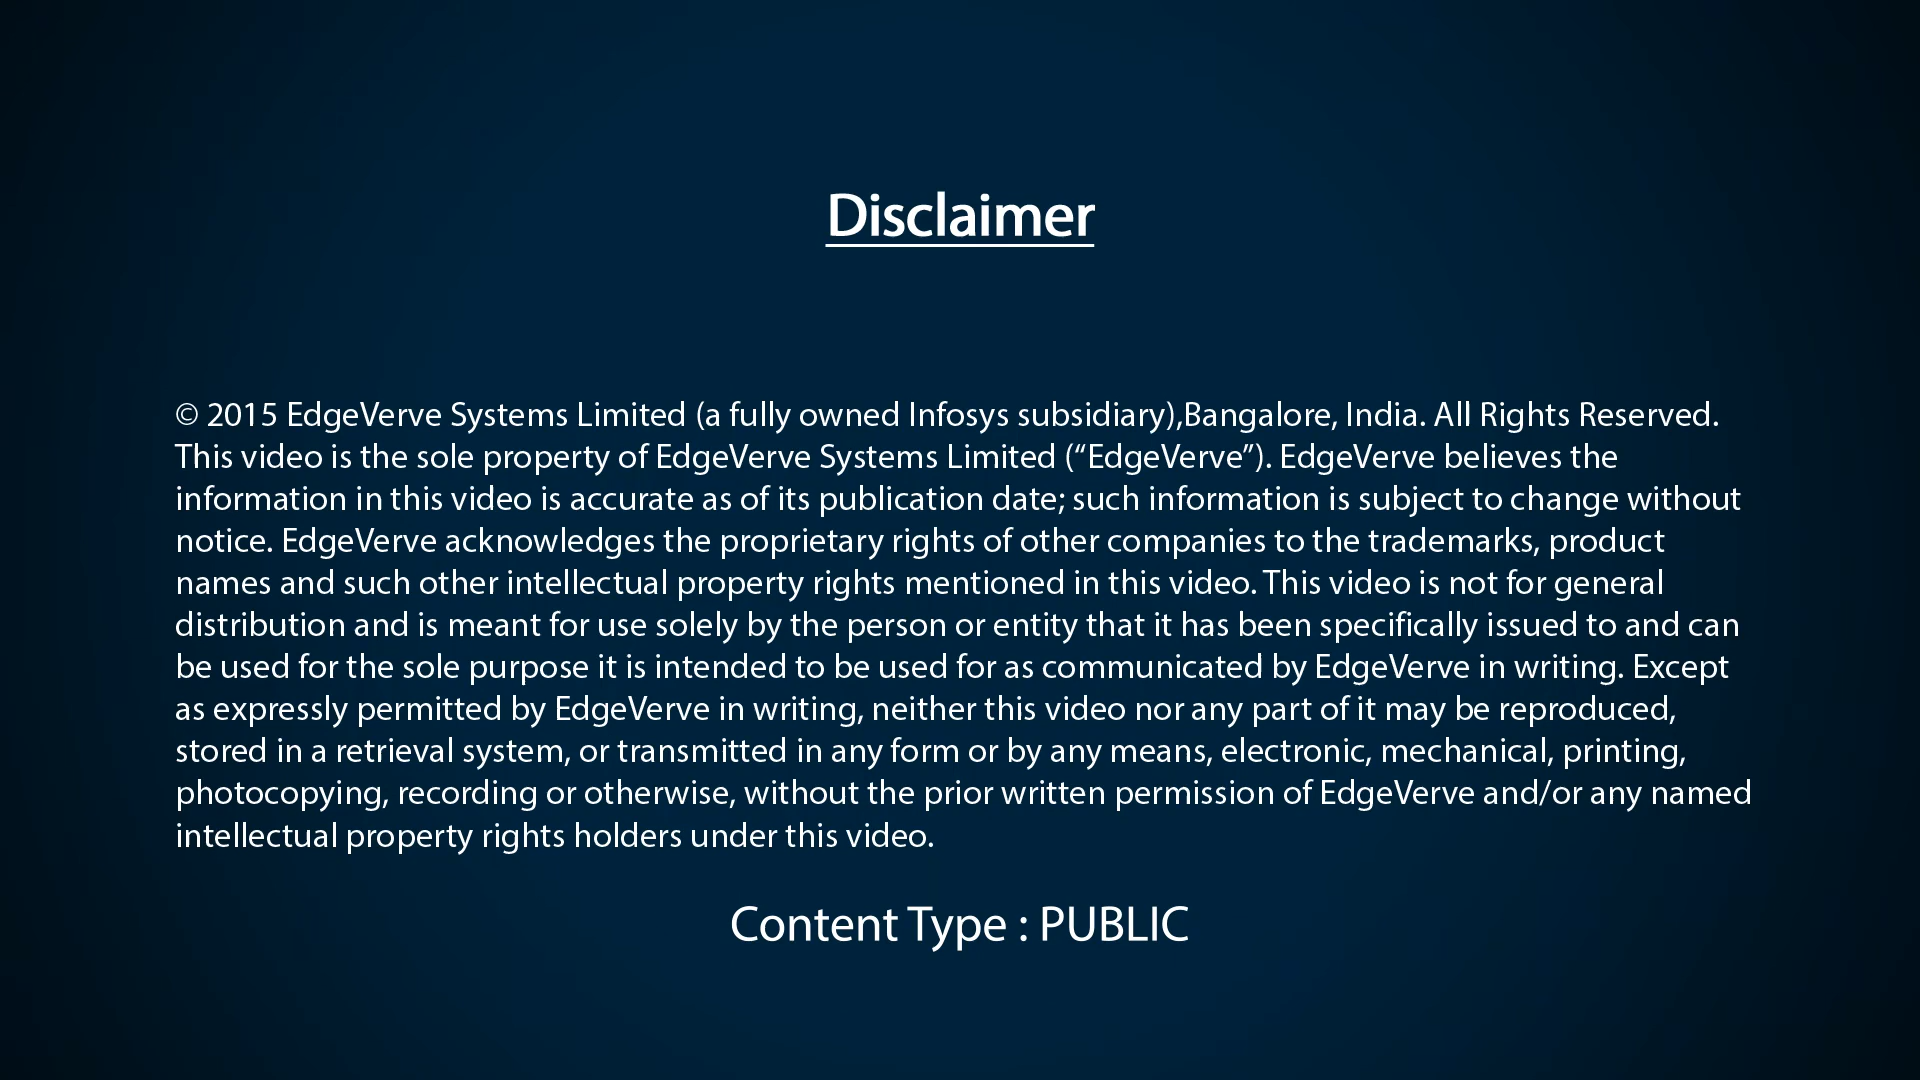 Disclaimer
© 2015 EdgeVerve Systems Limited (a fully owned Infosys subsidiary),Bangalore, India. All Rights Reserved.
This video is the sole property of EdgeVerve Systems Limited (“EdgeVerve”). EdgeVerve believes the
information in this video is accurate as of its publication date; such information is subject to change without
notice. EdgeVerve acknowledges the proprietary rights of other companies to the trademarks, product
names and such other intellectual property rights mentioned in this video. This video is not for general
distribution and is meant for use solely by the person or entity that it has been specifically issued to and can
be used for the sole purpose it is intended to be used for as communicated by EdgeVerve in writing. Except
as expressly permitted by EdgeVerve in writing, neither this video nor any part of it may be reproduced,
stored in a retrieval system, or transmitted in any form or by any means, electronic, mechanical, printing,
photocopying, recording or otherwise, without the prior written permission of EdgeVerve and/or any named
intellectual property rights holders under this video.
Content Type : PUBLIC